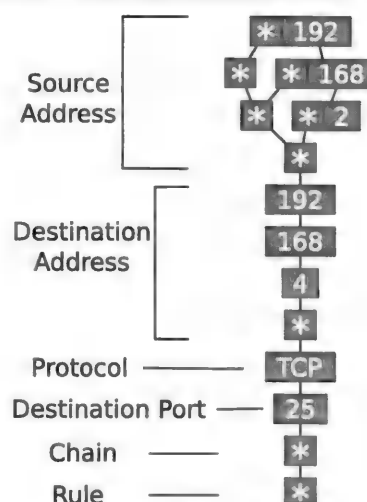 * 192
Source Address
* * 168
* * 2
*
Destination Address
192
168
4
*
Protocol TCP
Destination Port 25
Chain *
Rule *